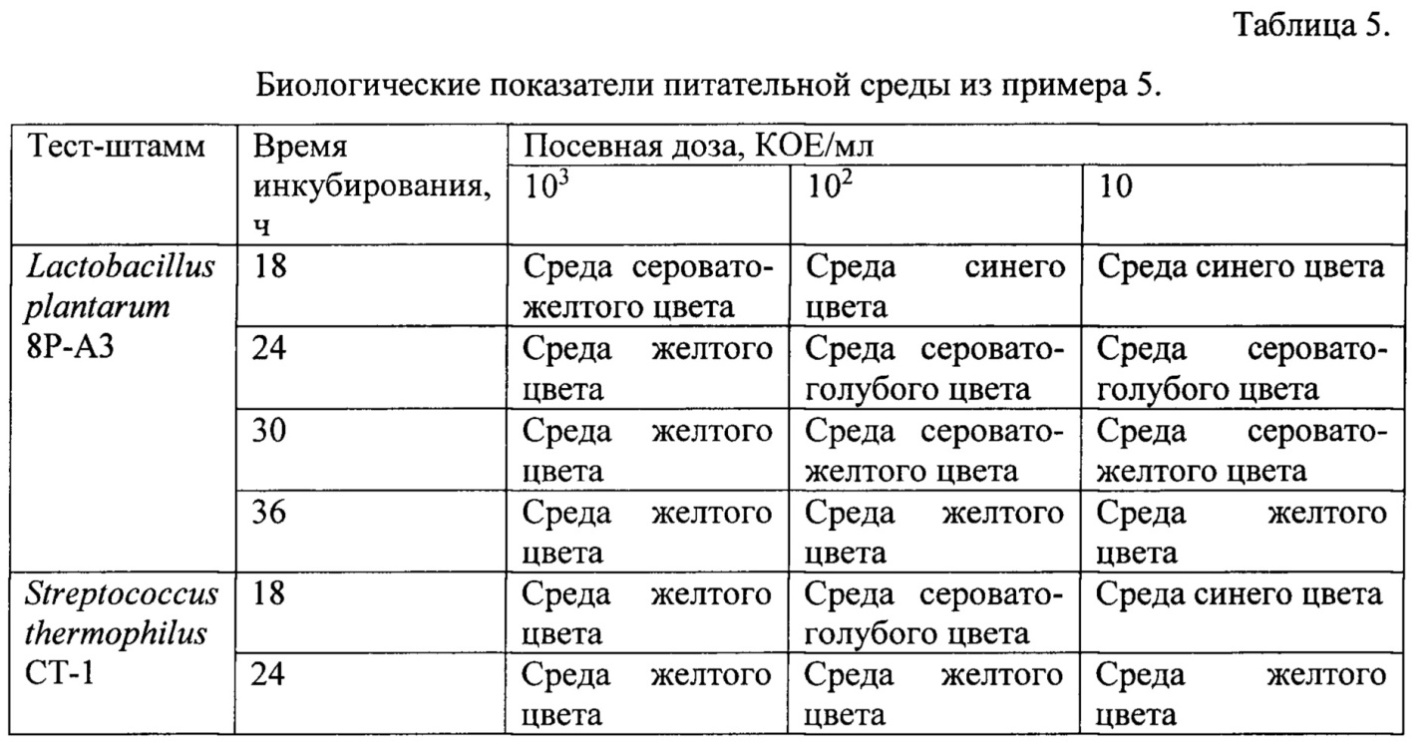 Таблица 5.
Биологические показатели питательной среды из примера 5.
Тест-штамм
Время
инкубирования,
ч
Посевная доза, КОЕ/мл
10³
10²
10
Lactobacillus
plantarum
8Р-А3
18
Среда серовато-
желтого цвета
Среда синего
цвета
Среда синего цвета
24
Среда желтого
цвета
Среда серовато-
голубого цвета
Среда серовато-
голубого цвета
30
Среда желтого
цвета
Среда серовато-
желтого цвета
Среда серовато-
желтого цвета
36
Среда желтого
цвета
Среда желтого
цвета
Среда желтого
цвета
Streptococcus
thermophilus
СТ-1
18
Среда желтого
цвета
Среда серовато-
голубого цвета
Среда синего цвета
24
Среда желтого
цвета
Среда желтого
цвета
Среда желтого
цвета